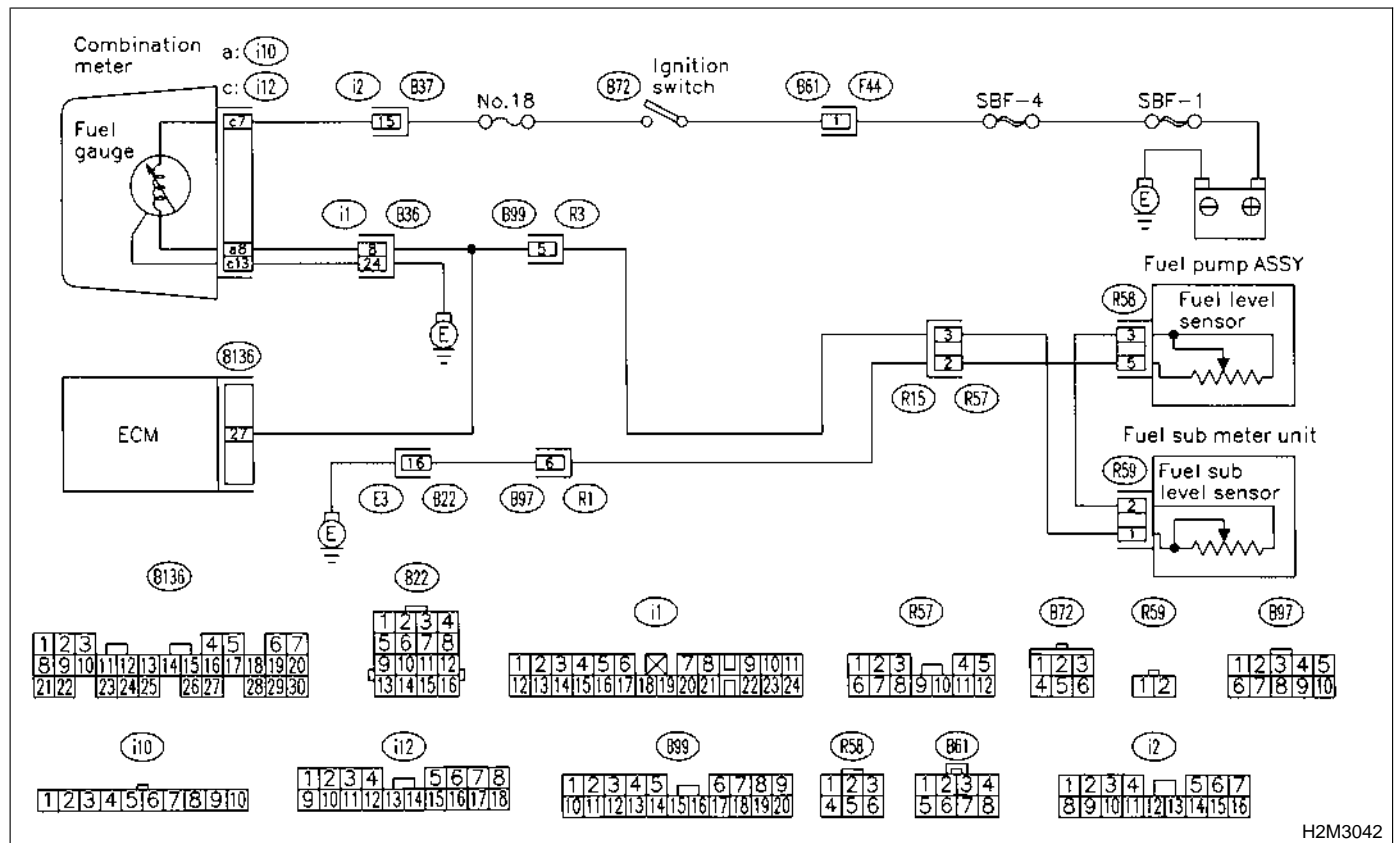 Combination meter
a: i10
c: i12
Fuel gauge
c7
a8
c13
i2
B37
15
No.18
B72
Ignition switch
B61
F44
1
SBF-4
SBF-1
E
⊖ ⊕
i1
B36
8
24
B99
R3
5
E
B136
ECM
27
E3
B22
16
B97
R1
6
E
R15
R57
3
2
Fuel pump ASSY
R58
Fuel level sensor
3
5
Fuel sub meter unit
R59
Fuel sub level sensor
2
1
B136
1 2 3 4 5 6 7
8 9 10 11 12 13 14 15 16 17 18 19 20
21 22 23 24 25 26 27 28 29 30
B22
1 2 3 4
5 6 7 8
9 10 11 12
13 14 15 16
i1
1 2 3 4 5 6 7 8 9 10 11
12 13 14 15 16 17 18 19 20 21 22 23 24
R57
1 2 3 4 5
6 7 8 9 10 11 12
B72
1 2 3
4 5 6
R59
1 2
B97
1 2 3 4 5
6 7 8 9 10
i10
1 2 3 4 5 6 7 8 9 10
i12
1 2 3 4 5 6 7 8
9 10 11 12 13 14 15 16 17 18
B99
1 2 3 4 5 6 7 8 9
10 11 12 13 14 15 16 17 18 19 20
R58
1 2 3
4 5 6
B61
1 2 3 4
5 6 7 8
i2
1 2 3 4 5 6 7
8 9 10 11 12 13 14 15 16
H2M3042